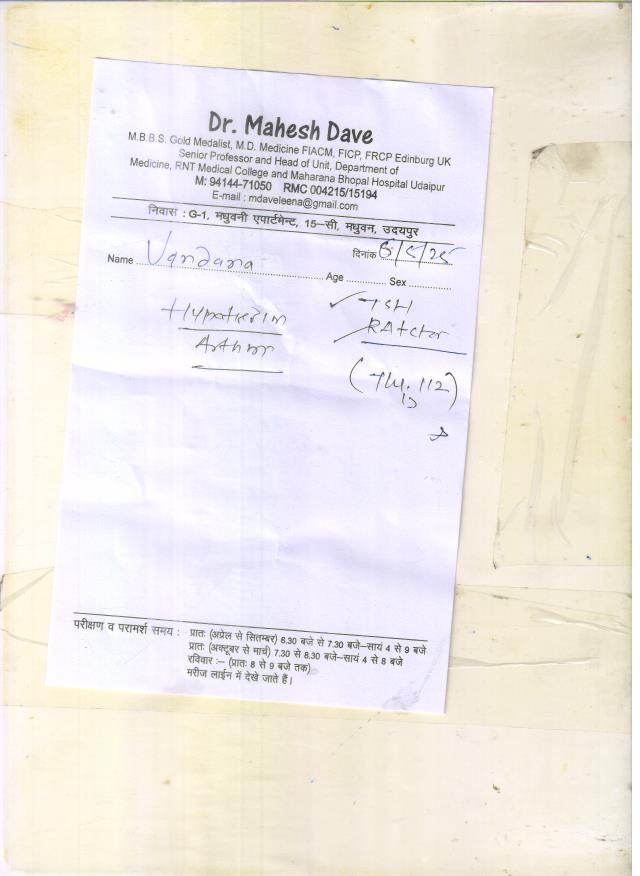 Dr. Mahesh Dave
M.B.B.S. Gold Medalist, M.D. Medicine FIACM, FICP, FRCP Edinburg UK
Senior Professor and Head of Unit, Department of
Medicine, RNT Medical College and Maharana Bhopal Hospital Udaipur
M: 94144-71050 RMC 004215/15194
E-mail : mdaveleena@gmail.com
निवास : G-1, मधुवनी एपार्टमेन्ट, 15-सी, मधुवन, उदयपुर
दिनांक 6/5/25
Name Vandana Age Sex
TSH
RA factor
परीक्षण व परामर्श समय : प्रातः (अप्रेल से सितम्बर) 6.30 बजे से 7.30 बजे–सायं 4 से 9 बजे
प्रातः (अक्टूबर से मार्च) 7.30 से 8.30 बजे–सायं 4 से 8 बजे
रविवार :– (प्रातः 8 से 9 बजे तक)
मरीज लाईन में देखे जाते हैं।